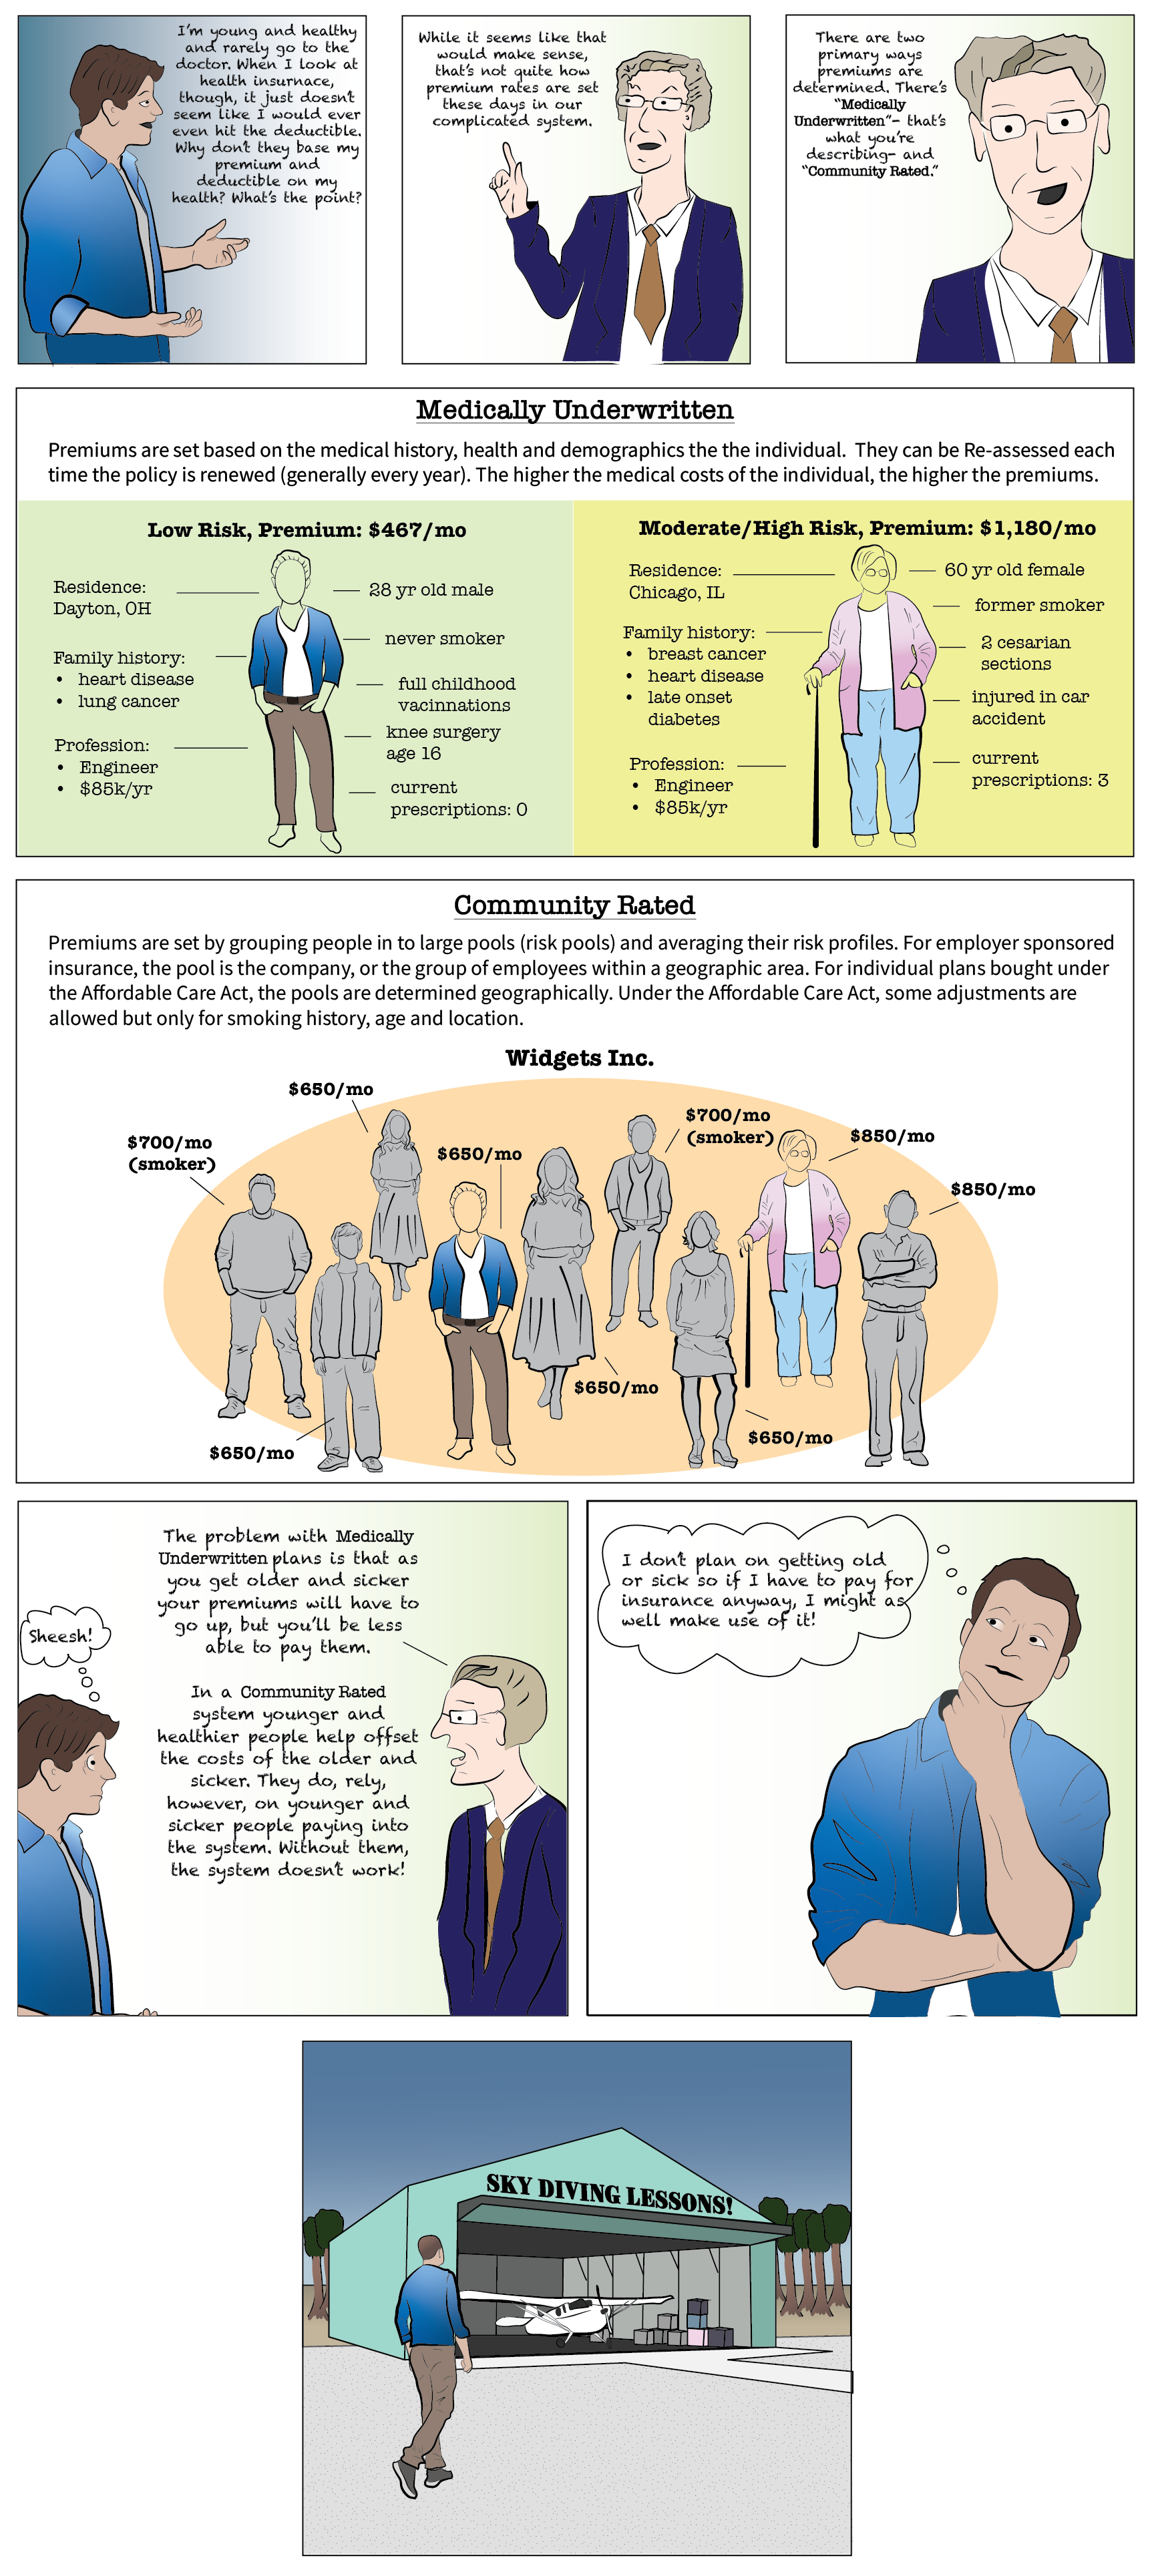 I'm young and healthy
and rarely go to the
doctor. When I look at
health insurnace,
though, it just doesn't
seem like I would ever
even hit the deductible.
Why don't they base my
premium and
deductible on my
health? What's the point?
While it seems like that
would make sense,
that's not quite how
premium rates are set
these days in our
complicated system.
There are two
primary ways
premiums are
determined. There's
"Medically
Underwritten"- that's
what you're
describing- and
"Community Rated."
Medically Underwritten
Premiums are set based on the medical history, health and demographics the the individual. They can be Re-assessed each
time the policy is renewed (generally every year). The higher the medical costs of the individual, the higher the premiums.
Low Risk, Premium: $467/mo
Residence:
Dayton, OH
Family history:
• heart disease
• lung cancer
Profession:
• Engineer
• $85k/yr
28 yr old male
never smoker
full childhood
vacinnations
knee surgery
age 16
current
prescriptions: 0
Moderate/High Risk, Premium: $1,180/mo
Residence:
Chicago, IL
Family history:
• breast cancer
• heart disease
• late onset
diabetes
Profession:
• Engineer
• $85k/yr
60 yr old female
former smoker
2 cesarian
sections
injured in car
accident
current
prescriptions: 3
Community Rated
Premiums are set by grouping people in to large pools (risk pools) and averaging their risk profiles. For employer sponsored
insurance, the pool is the company, or the group of employees within a geographic area. For individual plans bought under
the Affordable Care Act, the pools are determined geographically. Under the Affordable Care Act, some adjustments are
allowed but only for smoking history, age and location.
Widgets Inc.
$650/mo
$700/mo
(smoker)
$650/mo
$700/mo
(smoker)
$850/mo
$850/mo
$650/mo
$650/mo
$650/mo
The problem with Medically
Underwritten plans is that as
you get older and sicker
your premiums will have to
go up, but you'll be less
able to pay them.
Sheesh!
In a Community Rated
system younger and
healthier people help offset
the costs of the older and
sicker. They do, rely,
however, on younger and
sicker people paying into
the system. Without them,
the system doesn't work!
I don't plan on getting old
or sick so if I have to pay for
insurance anyway, I might as
well make use of it!
SKY DIVING LESSONS!